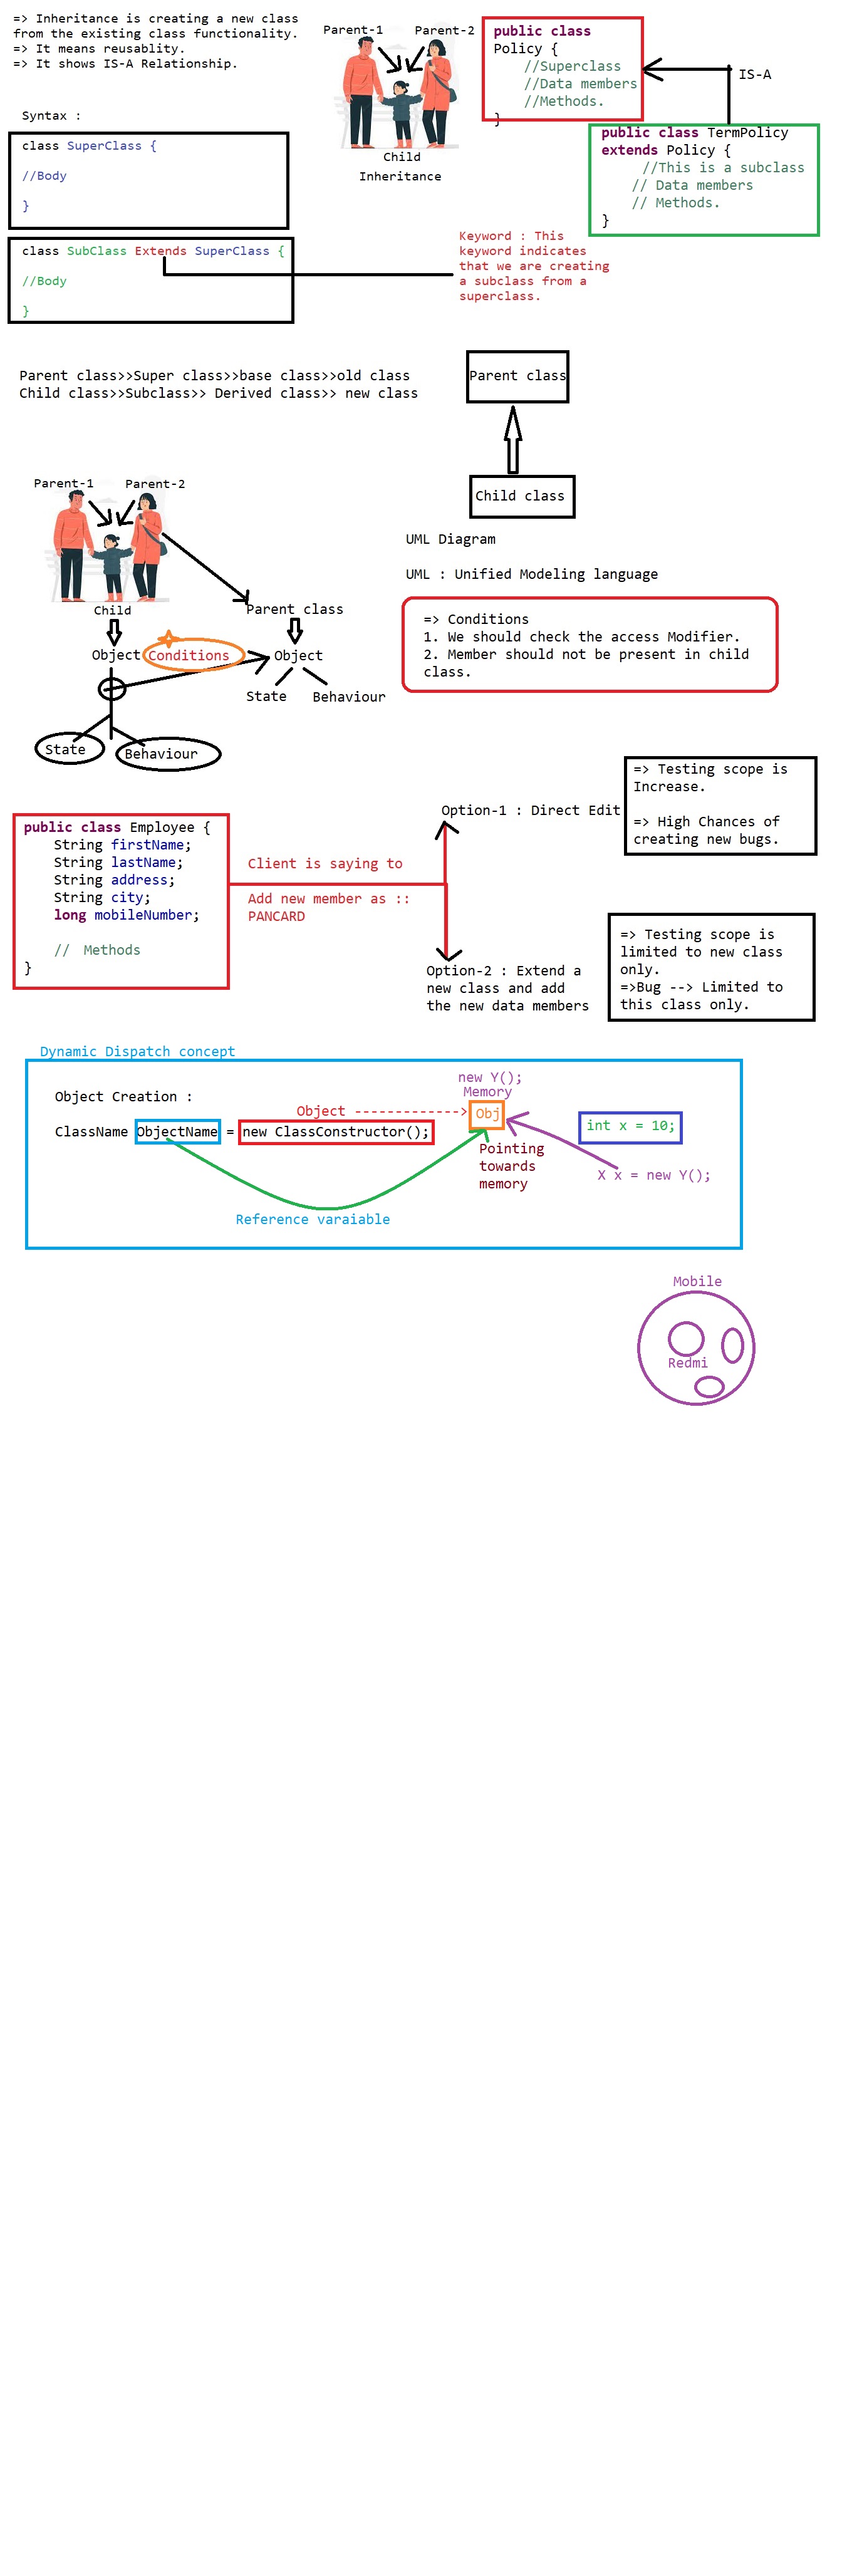 => Inheritance is creating a new class
from the existing class functionality.
=> It means reusablity.
=> It shows IS-A Relationship.
Parent-1
Parent-2
Child
Inheritance
public class
Policy {
//Superclass
//Data members
//Methods.
}
IS-A
public class TermPolicy
extends Policy {
//This is a subclass
// Data members
// Methods.
}
Syntax :
class SuperClass {
//Body
}
class SubClass Extends SuperClass {
//Body
}
Keyword : This
keyword indicates
that we are creating
a subclass from a
superclass.
Parent class>>Super class>>base class>>old class
Child class>>Subclass>> Derived class>> new class
Parent class
Child class
UML Diagram
UML : Unified Modeling language
Parent-1
Parent-2
Child
Parent class
Object
Conditions
Object
State
Behaviour
State
Behaviour
=> Conditions
1. We should check the access Modifier.
2. Member should not be present in child
class.
public class Employee {
String firstName;
String lastName;
String address;
String city;
long mobileNumber;
// Methods
}
Client is saying to
Add new member as ::
PANCARD
Option-1 : Direct Edit
=> Testing scope is
Increase.
=> High Chances of
creating new bugs.
Option-2 : Extend a
new class and add
the new data members
=> Testing scope is
limited to new class
only.
=>Bug --> Limited to
this class only.
Dynamic Dispatch concept
Object Creation :
ClassName ObjectName = new ClassConstructor();
Object ------------->
new Y();
Memory
Obj
Pointing
towards
memory
int x = 10;
X x = new Y();
Reference varaiable
Mobile
Redmi